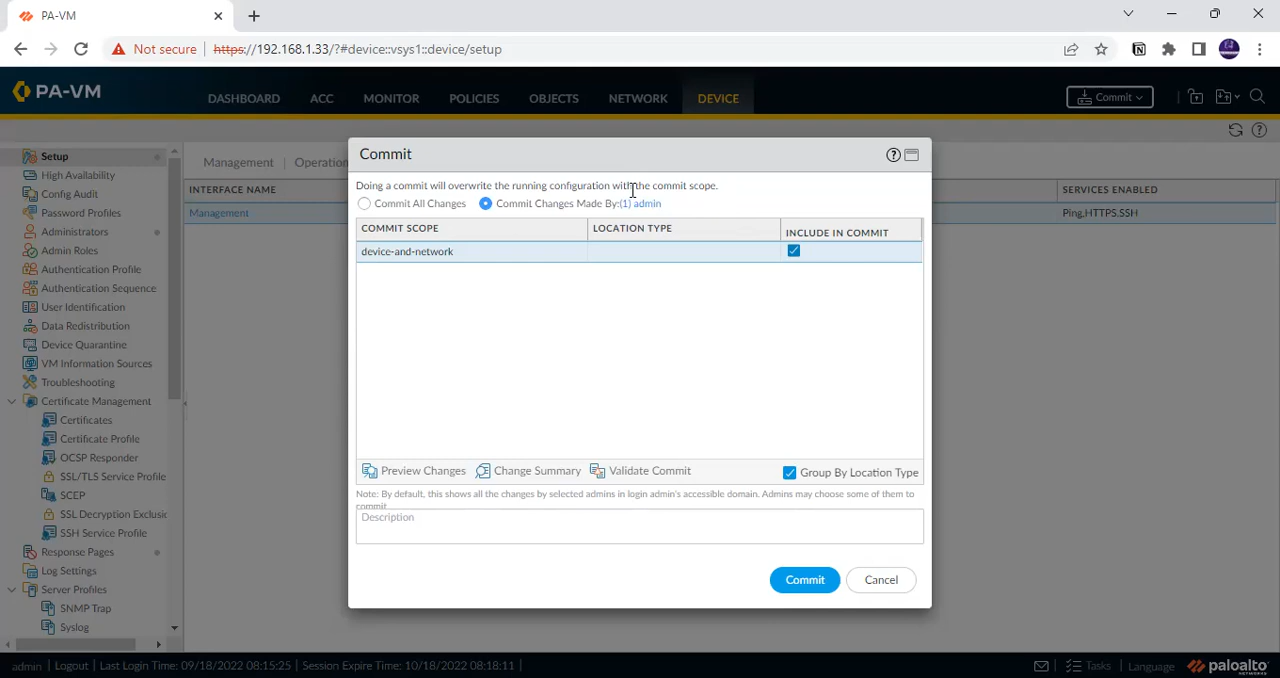 PA-VM
Not secure https://192.168.1.33/?#device::vsys1::device/setup
PA-VM
DASHBOARD ACC MONITOR POLICIES OBJECTS NETWORK DEVICE
Commit
Setup
High Availability
Config Audit
Password Profiles
Administrators
Admin Roles
Authentication Profile
Authentication Sequence
User Identification
Data Redistribution
Device Quarantine
VM Information Sources
Troubleshooting
Certificate Management
Certificates
Certificate Profile
OCSP Responder
SSL/TLS Service Profile
SCEP
SSL Decryption Exclusio
SSH Service Profile
Response Pages
Log Settings
Server Profiles
SNMP Trap
Syslog
Management Operation
INTERFACE NAME SERVICES ENABLED
Management Ping,HTTPS,SSH
Commit
Doing a commit will overwrite the running configuration with the commit scope.
Commit All Changes Commit Changes Made By:(1) admin
COMMIT SCOPE LOCATION TYPE INCLUDE IN COMMIT
device-and-network
Preview Changes Change Summary Validate Commit Group By Location Type
Note: By default, this shows all the changes by selected admins in login admin's accessible domain. Admins may choose some of them to
commit.
Description
Commit Cancel
admin | Logout | Last Login Time: 09/18/2022 08:15:25 | Session Expire Time: 10/18/2022 08:18:11 |
Tasks | Language paloalto
NETWORKS